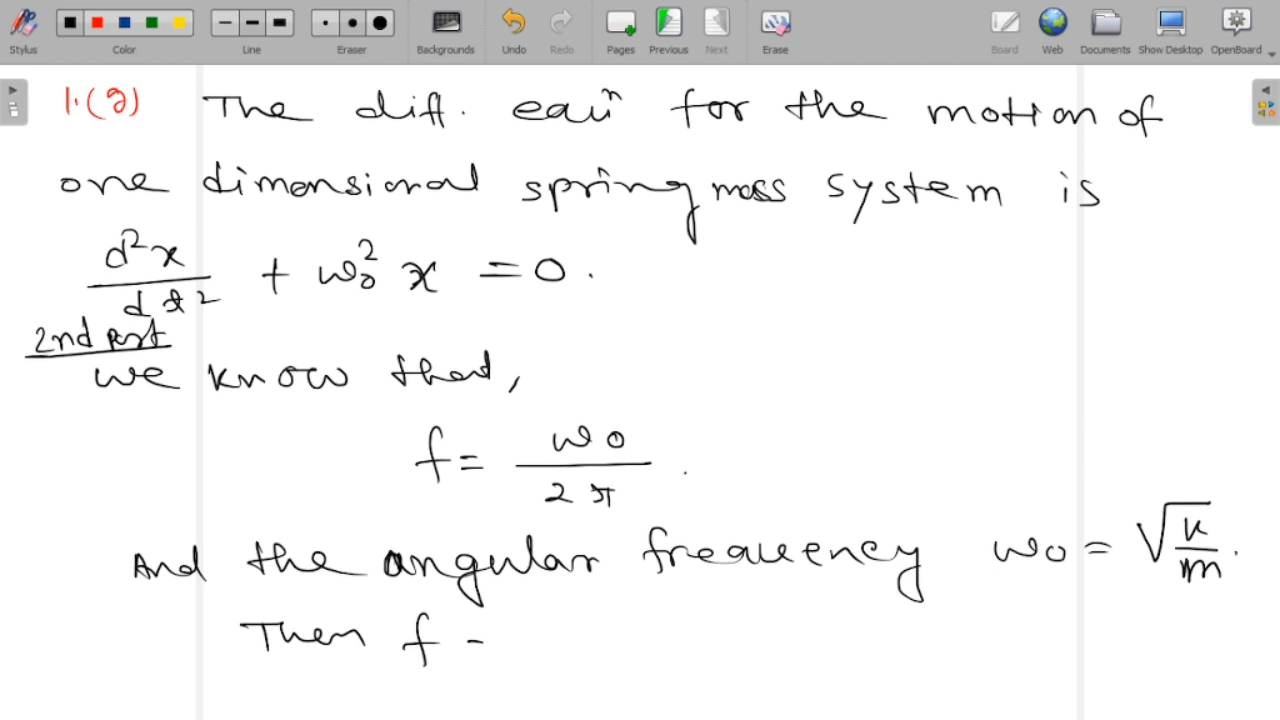 Stylus Color Line Eraser Backgrounds Undo Redo Pages Previous Next Erase Board Web Documents Show Desktop OpenBoard
1.(g) The diff. eqn for the motion of
one dimensional spring mass system is
d²x/dt² + ω₀² x = 0.
2nd part
we know that,
f = ω₀/2π.
And the angular frequency ω₀ = √(k/m).
Then f -